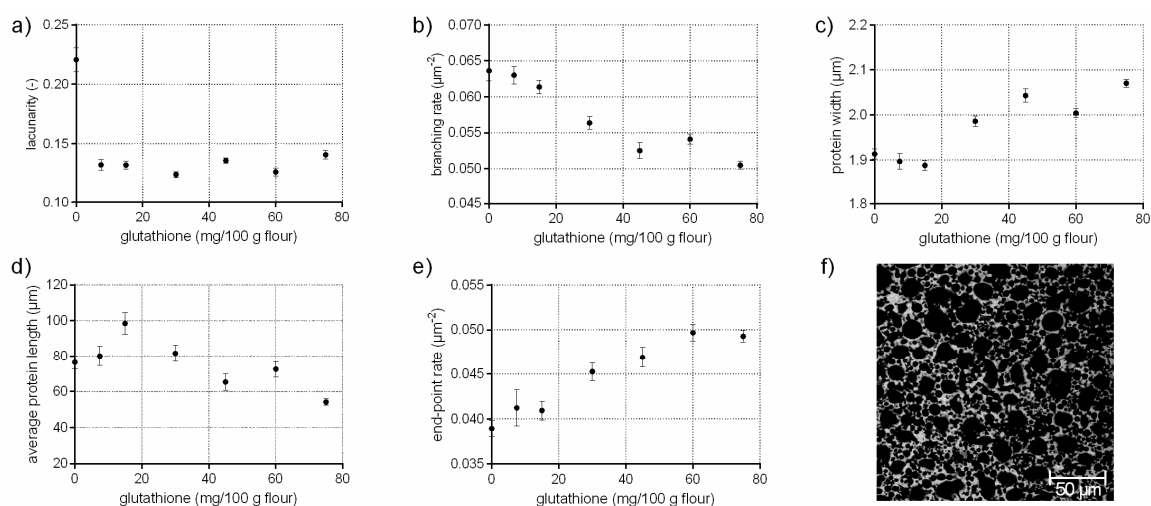 a)
lacunarity (-)
0.25
0.20
0.15
0.10
0 20 40 60 80
glutathione (mg/100 g flour)
b)
branching rate (µm⁻²)
0.070
0.065
0.060
0.055
0.050
0.045
0 20 40 60 80
glutathione (mg/100 g flour)
c)
protein width (µm)
2.2
2.1
2.0
1.9
1.8
0 20 40 60 80
glutathione (mg/100 g flour)
d)
average protein length (µm)
120
100
80
60
40
20
0 20 40 60 80
glutathione (mg/100 g flour)
e)
end-point rate (µm⁻²)
0.055
0.050
0.045
0.040
0.035
0 20 40 60 80
glutathione (mg/100 g flour)
f)
50 µm